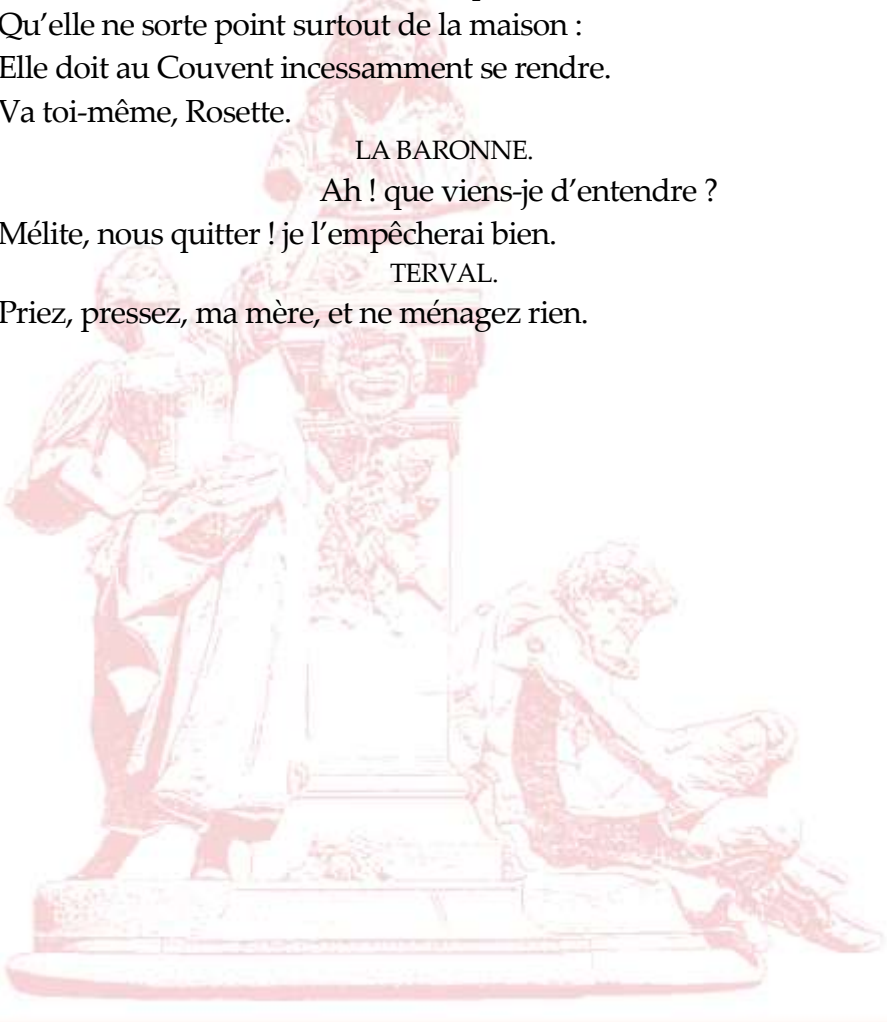 Qu’elle ne sorte point surtout de la maison :
Elle doit au Couvent incessamment se rendre.
Va toi-même, Rosette.
LA BARONNE.
Ah ! que viens-je d’entendre ?
Mélite, nous quitter ! je l’empêcherai bien.
TERVAL.
Priez, pressez, ma mère, et ne ménagez rien.